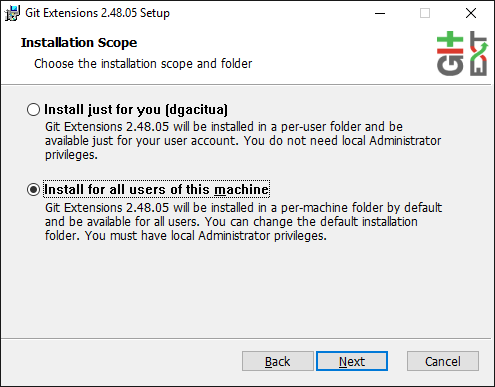 Git Extensions 2.48.05 Setup
Installation Scope
Choose the installation scope and folder
Git
EXT
Install just for you (dgacitua)
Git Extensions 2.48.05 will be installed in a per-user folder and be
available just for your user account. You do not need local Administrator
privileges.
Install for all users of this machine
Git Extensions 2.48.05 will be installed in a per-machine folder by default
and be available for all users. You can change the default installation
folder. You must have local Administrator privileges.
Back
Next
Cancel